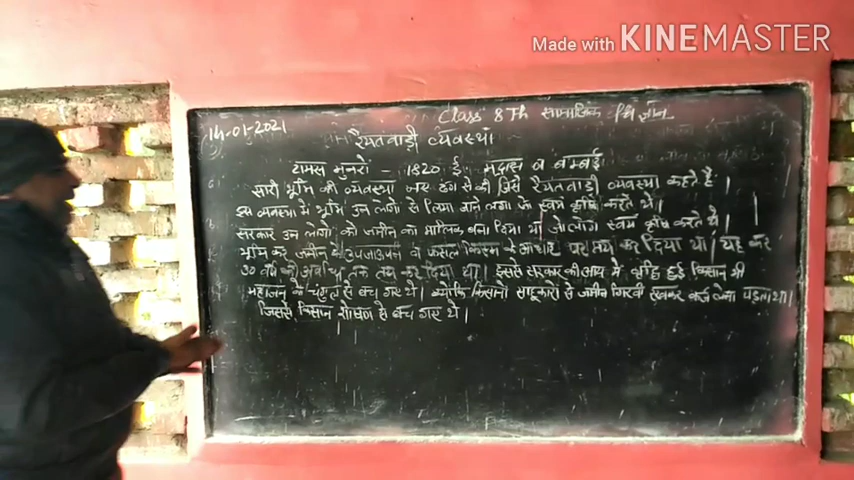 Made with KINEMASTER
14-01-2021
Class 8Th सामाजिक विज्ञान
रैयतवाड़ी व्यवस्था
टामस मुनरो - 1820 ई मद्रास व बम्बई
सारी भूमि की व्यवस्था नए ढंग से की जिसे रैयतवाड़ी व्यवस्था कहते हैं
इस व्यवस्था में भूमि उन लोगो से लिया जाने लगा जो स्वयं कृषि करते थे।
सरकार उन लोगो को जमीन का मालिक बना दिया था जो लोग स्वयं कृषि करते थे
भूमि कर जमीन के उपजाऊपन व फसल किस्म के आधार पर तय कर दिया था। यह कर
30 वर्ष की अवधि तक तय कर दिया था। इससे सरकार की आय में वृद्धि हुई किसान भी
महाजन के चंगुल से बच गए थे। क्योकि किसानो साहूकारो से जमीन गिरवी रखकर कर्ज लेना पड़ता था।
जिससे किसान शोषण से बच गए थे।